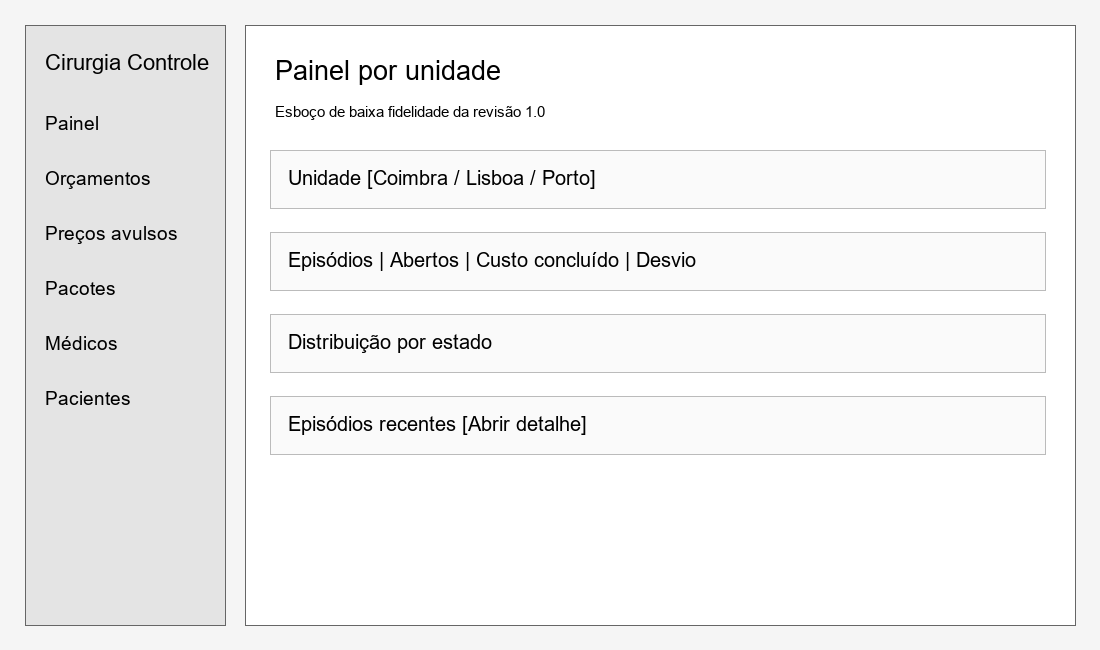 Cirurgia Controle
Painel
Orçamentos
Preços avulsos
Pacotes
Médicos
Pacientes
Painel por unidade
Esboço de baixa fidelidade da revisão 1.0
Unidade [Coimbra / Lisboa / Porto]
Episódios | Abertos | Custo concluído | Desvio
Distribuição por estado
Episódios recentes [Abrir detalhe]